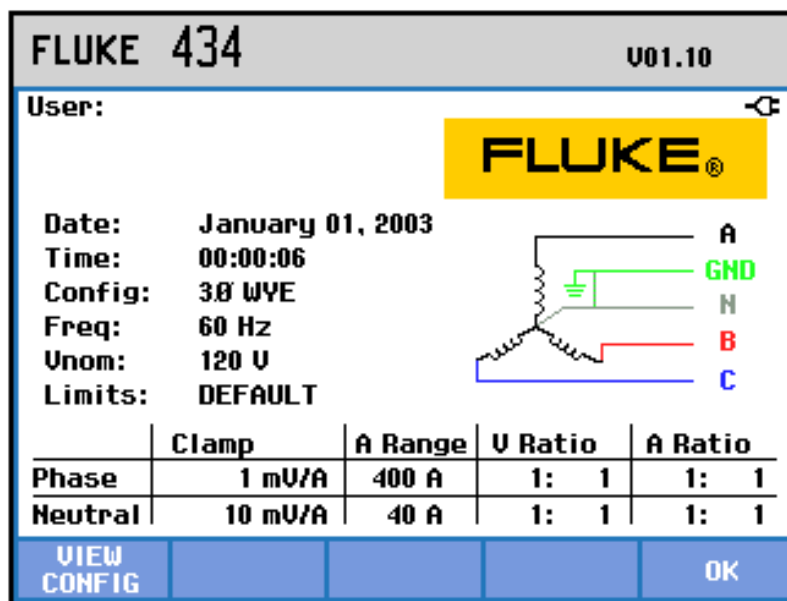 FLUKE 434 V01.10
User:
FLUKE®
Date: January 01, 2003
Time: 00:00:06
Config: 3Ø WYE
Freq: 60 Hz
Vnom: 120 V
Limits: DEFAULT
A
GND
N
B
C
Clamp A Range V Ratio A Ratio
Phase 1 mV/A 400 A 1: 1 1: 1
Neutral 10 mV/A 40 A 1: 1 1: 1
VIEW CONFIG OK